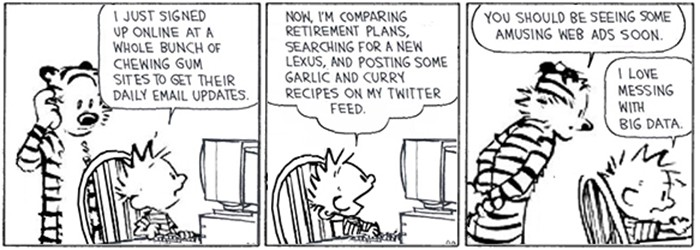 I JUST SIGNED
UP ONLINE AT A
WHOLE BUNCH OF
CHEWING GUM
SITES TO GET THEIR
DAILY EMAIL UPDATES.
NOW, I'M COMPARING
RETIREMENT PLANS,
SEARCHING FOR A NEW
LEXUS, AND POSTING SOME
GARLIC AND CURRY
RECIPES ON MY TWITTER
FEED.
YOU SHOULD BE SEEING SOME
AMUSING WEB ADS SOON.
I LOVE
MESSING
WITH
BIG DATA.